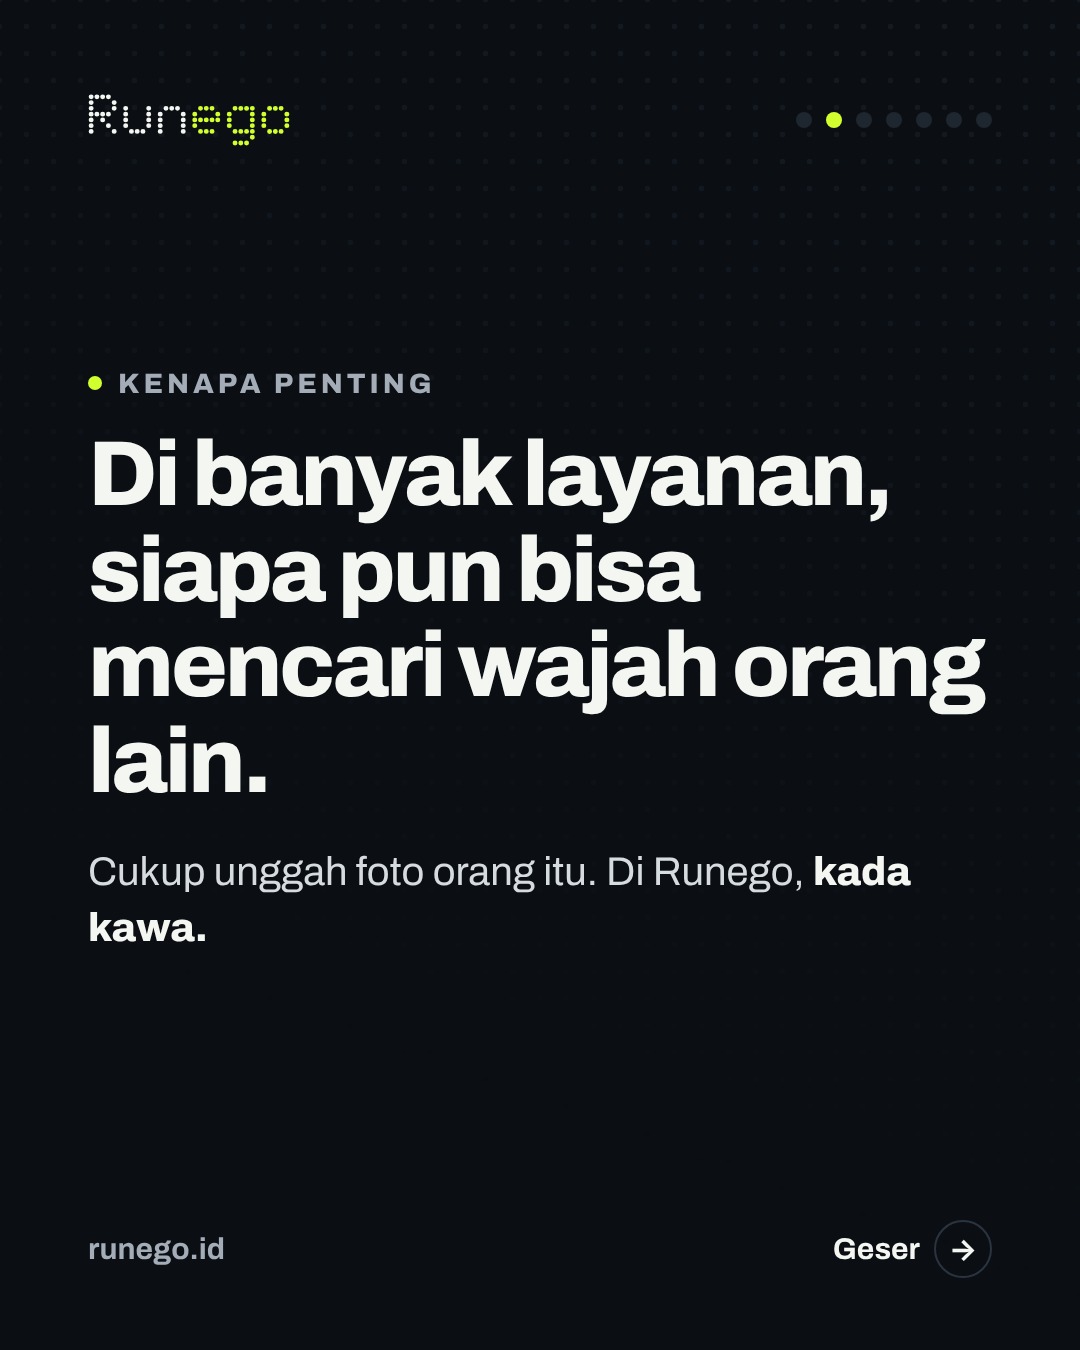 Runego
KENAPA PENTING
Di banyak layanan,
siapa pun bisa
mencari wajah orang
lain.
Cukup unggah foto orang itu. Di Runego, kada
kawa.
runego.id
Geser →